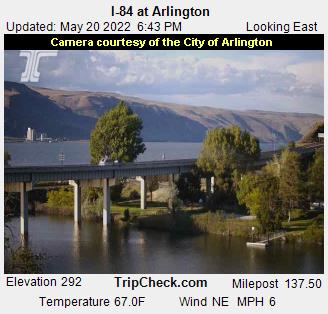 I-84 at Arlington
Updated: May 20 2022 6:43 PM Looking East
Camera courtesy of the City of Arlington
Elevation 292 TripCheck.com Milepost 137.50
Temperature 67.0F Wind NE MPH 6